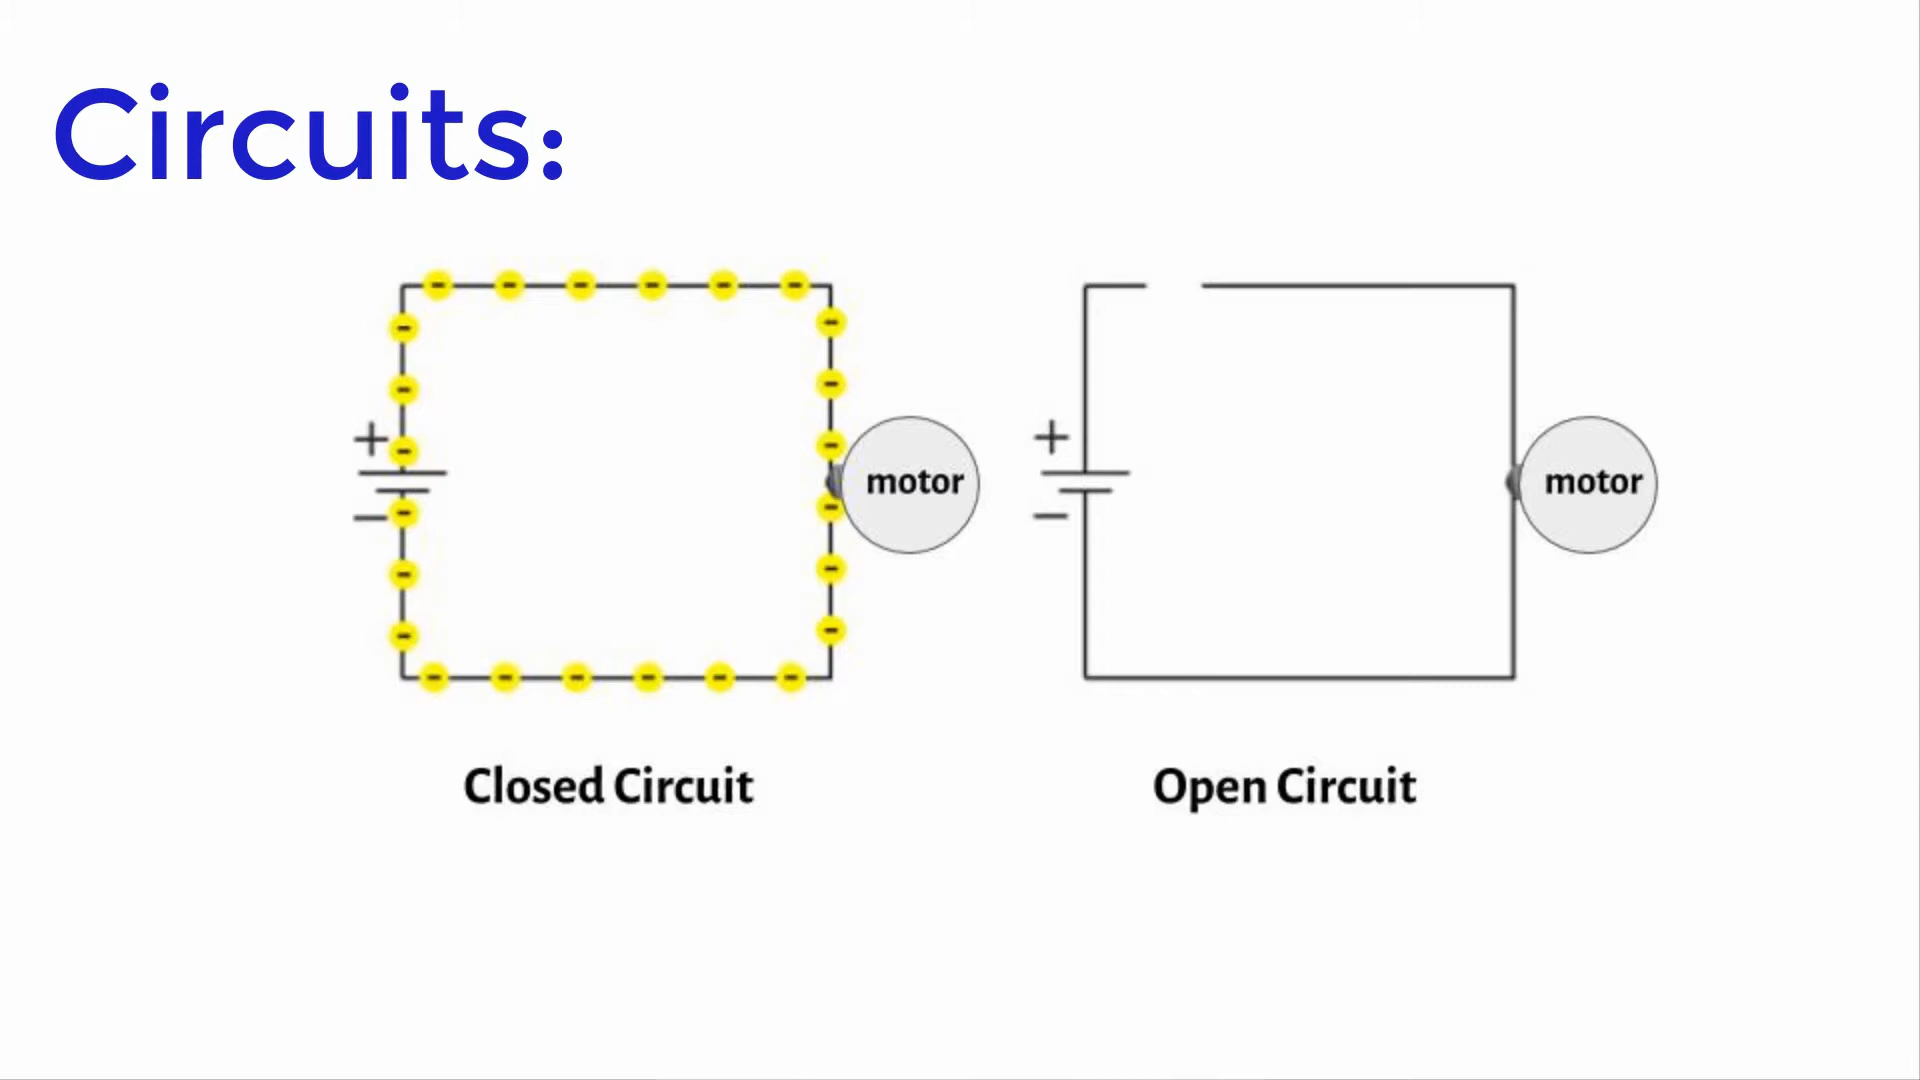 Circuits:
+
motor
−
+
motor
−
Closed Circuit
Open Circuit